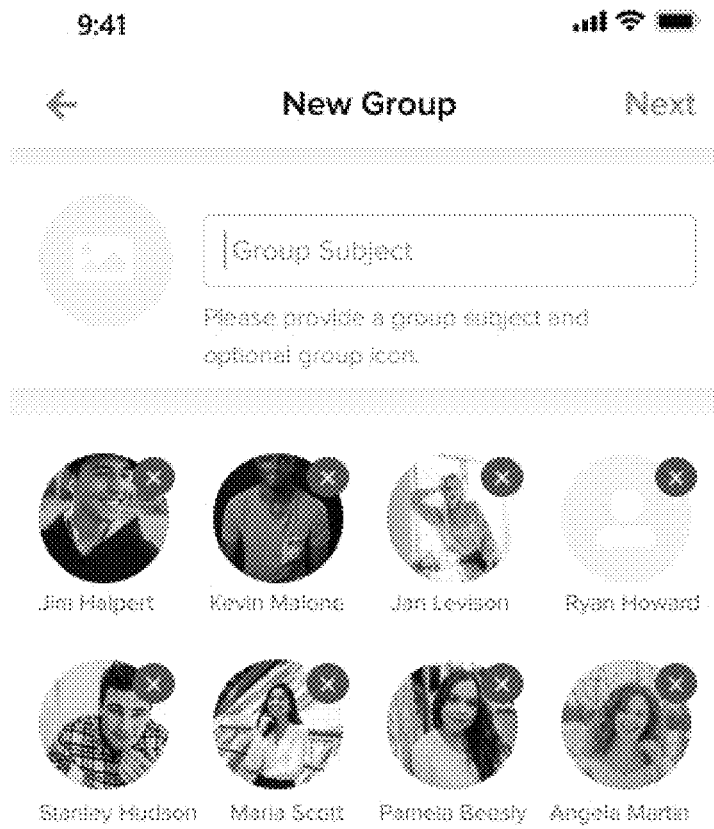 9:41
New Group
Next
Group Subject
Please provide a group subject and
optional group icon.
Jim Halpert
Kevin Malone
Jan Levison
Ryan Howard
Stanley Hudson
Maria Scott
Pamela Beesly
Angela Martin